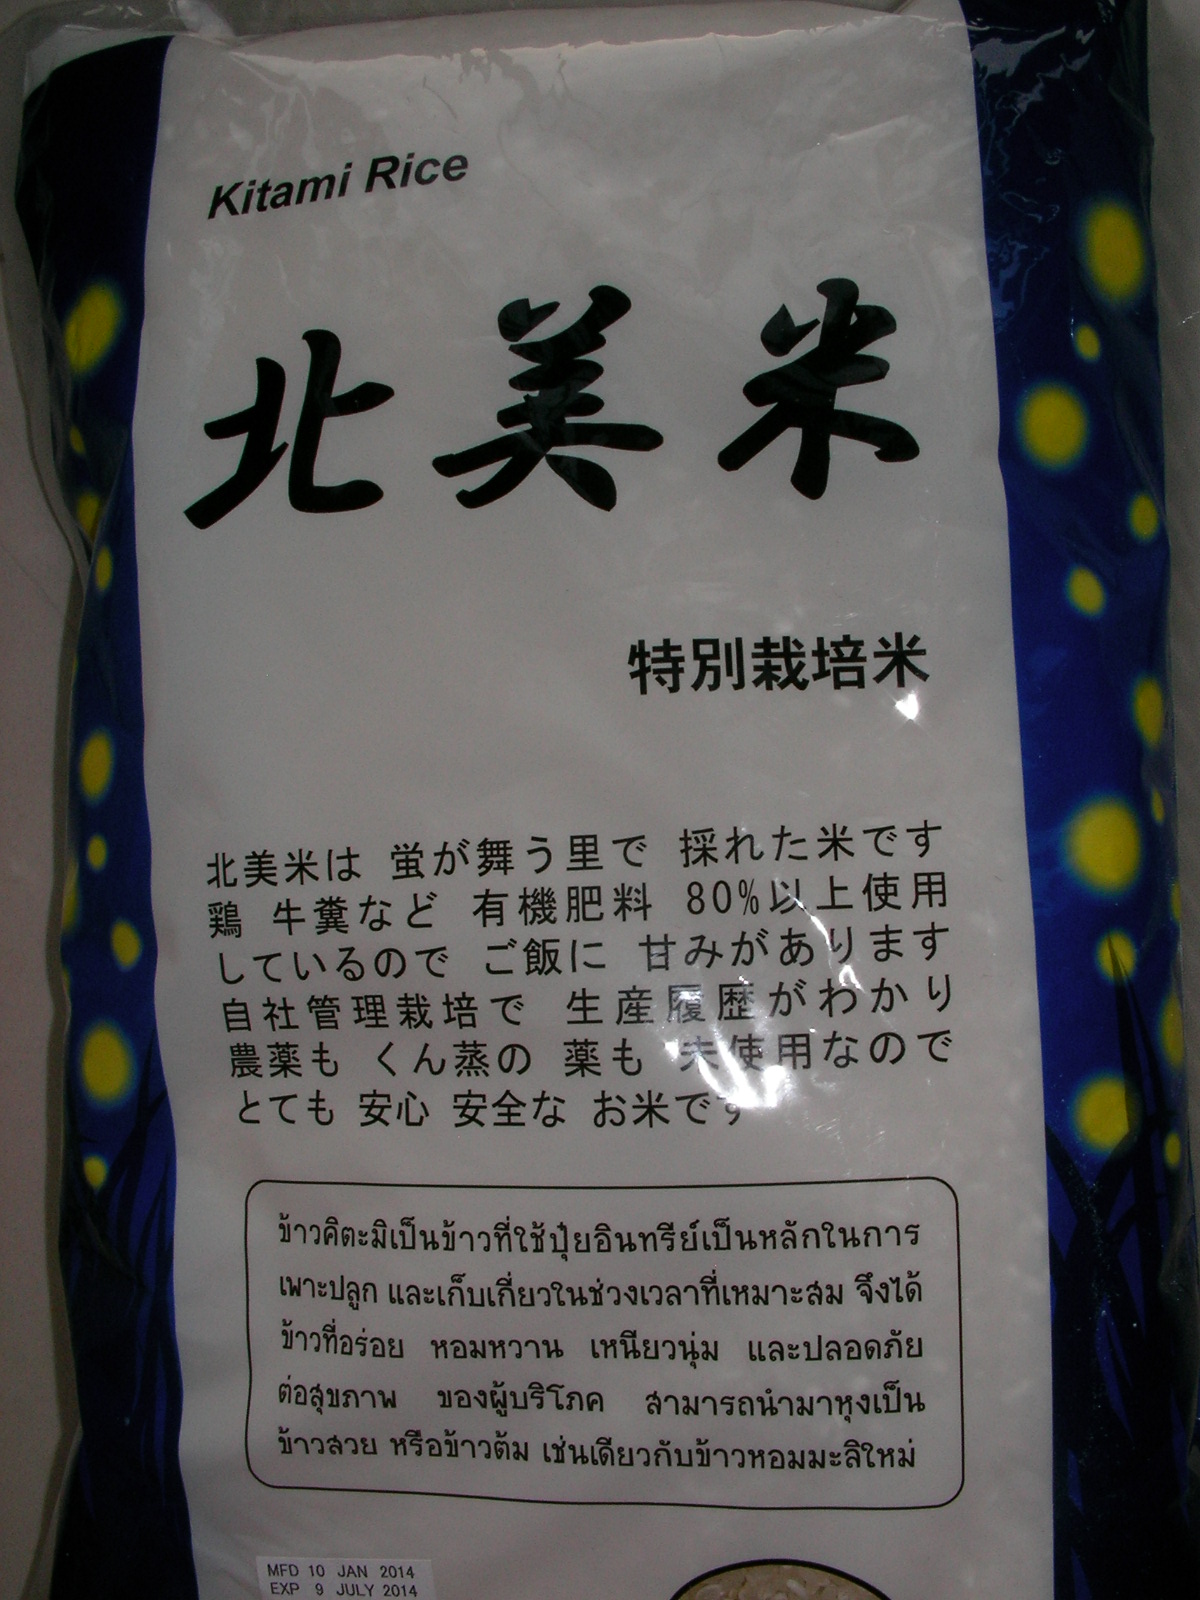 Kitami Rice
北美米
特別栽培米
北美米は 蛍が舞う里で 採れた米です
鶏 牛糞など 有機肥料 80%以上使用
しているので ご飯に 甘みがあります
自社管理栽培で 生産履歴がわかり
農薬も くん蒸の 薬も 未使用なので
とても 安心 安全な お米です
ข้าวคิตะมิเป็นข้าวที่ใช้ปุ๋ยอินทรีย์เป็นหลักในการ
เพาะปลูก และเก็บเกี่ยวในช่วงเวลาที่เหมาะสม จึงได้
ข้าวที่อร่อย หอมหวาน เหนียวนุ่ม และปลอดภัย
ต่อสุขภาพ ของผู้บริโภค สามารถนำมาหุงเป็น
ข้าวสวย หรือข้าวต้ม เช่นเดียวกับข้าวหอมมะลิใหม่
MFD 10 JAN 2014
EXP 9 JULY 2014